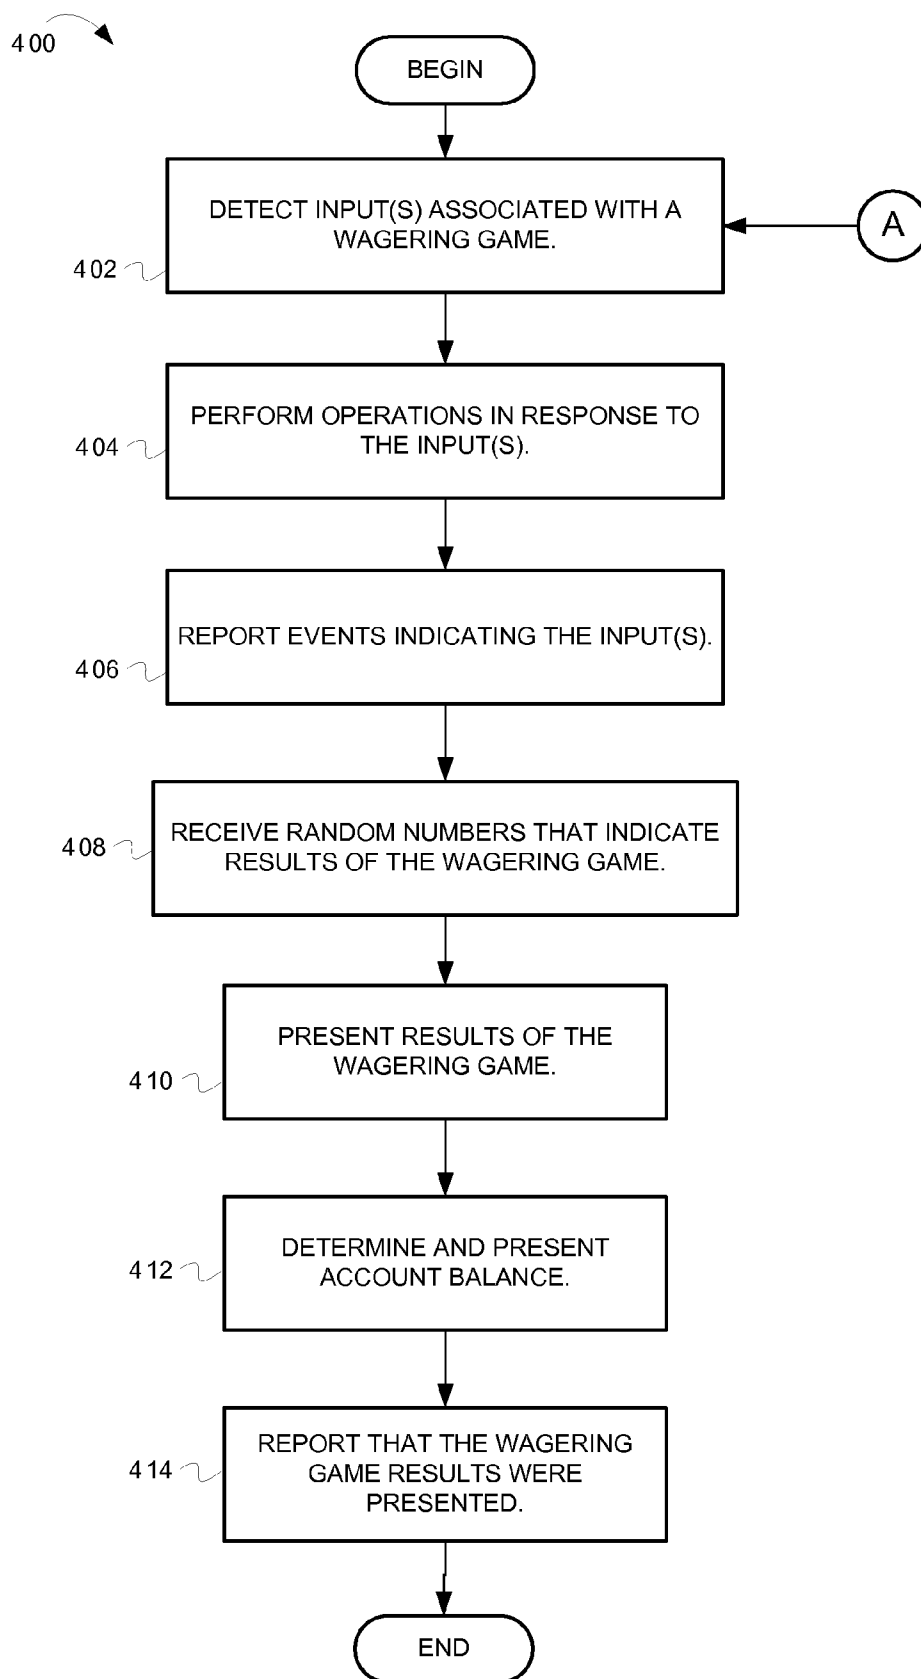 400
BEGIN
DETECT INPUT(S) ASSOCIATED WITH A
WAGERING GAME.
A
402
PERFORM OPERATIONS IN RESPONSE TO
THE INPUT(S).
404
REPORT EVENTS INDICATING THE INPUT(S).
406
RECEIVE RANDOM NUMBERS THAT INDICATE
RESULTS OF THE WAGERING GAME.
408
PRESENT RESULTS OF THE
WAGERING GAME.
410
DETERMINE AND PRESENT
ACCOUNT BALANCE.
412
REPORT THAT THE WAGERING
GAME RESULTS WERE
PRESENTED.
414
END